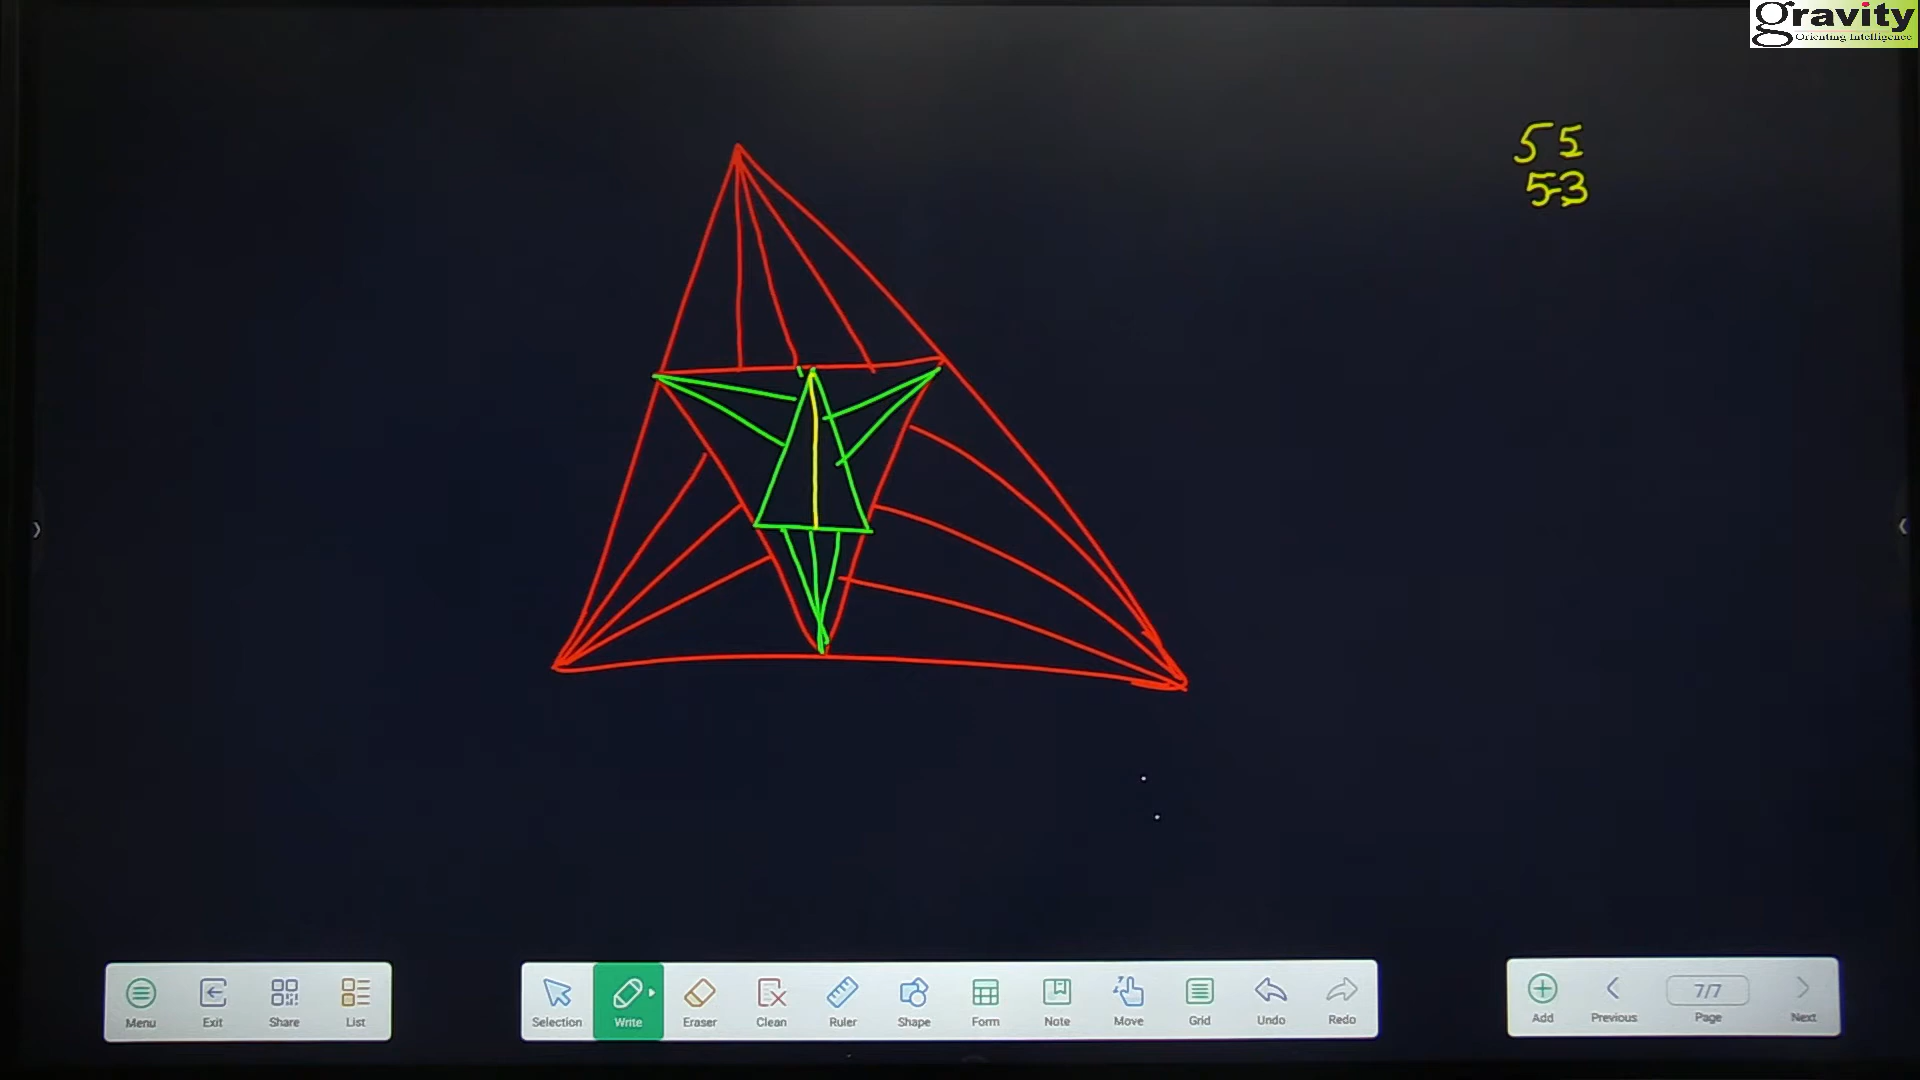 gravity
Orienting Intelligence
55
53
Menu
Exit
Share
List
Selection
Write
Eraser
Clean
Ruler
Shape
Form
Note
Move
Grid
Undo
Redo
Add
Previous
7/7
Page
Next